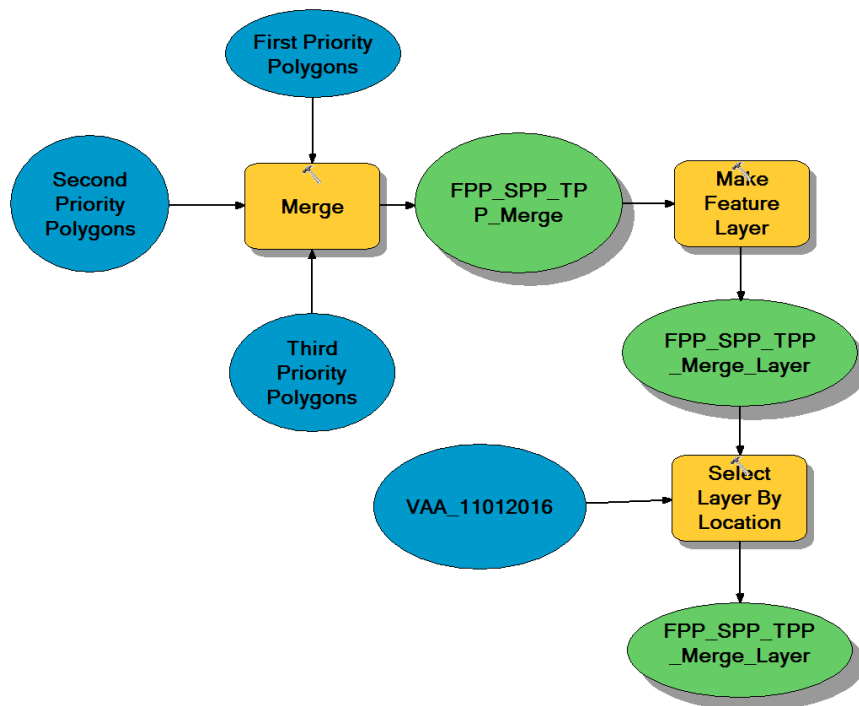 First Priority
Polygons
Second
Priority
Polygons
Merge
FPP_SPP_TP
P_Merge
Make
Feature
Layer
Third
Priority
Polygons
FPP_SPP_TPP
_Merge_Layer
VAA_11012016
Select
Layer By
Location
FPP_SPP_TPP
_Merge_Layer